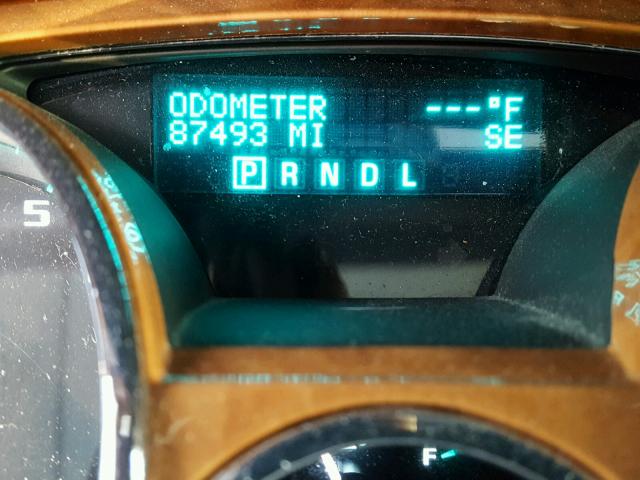 ODOMETER ---°F
87493 MI SE
P R N D L
5
F